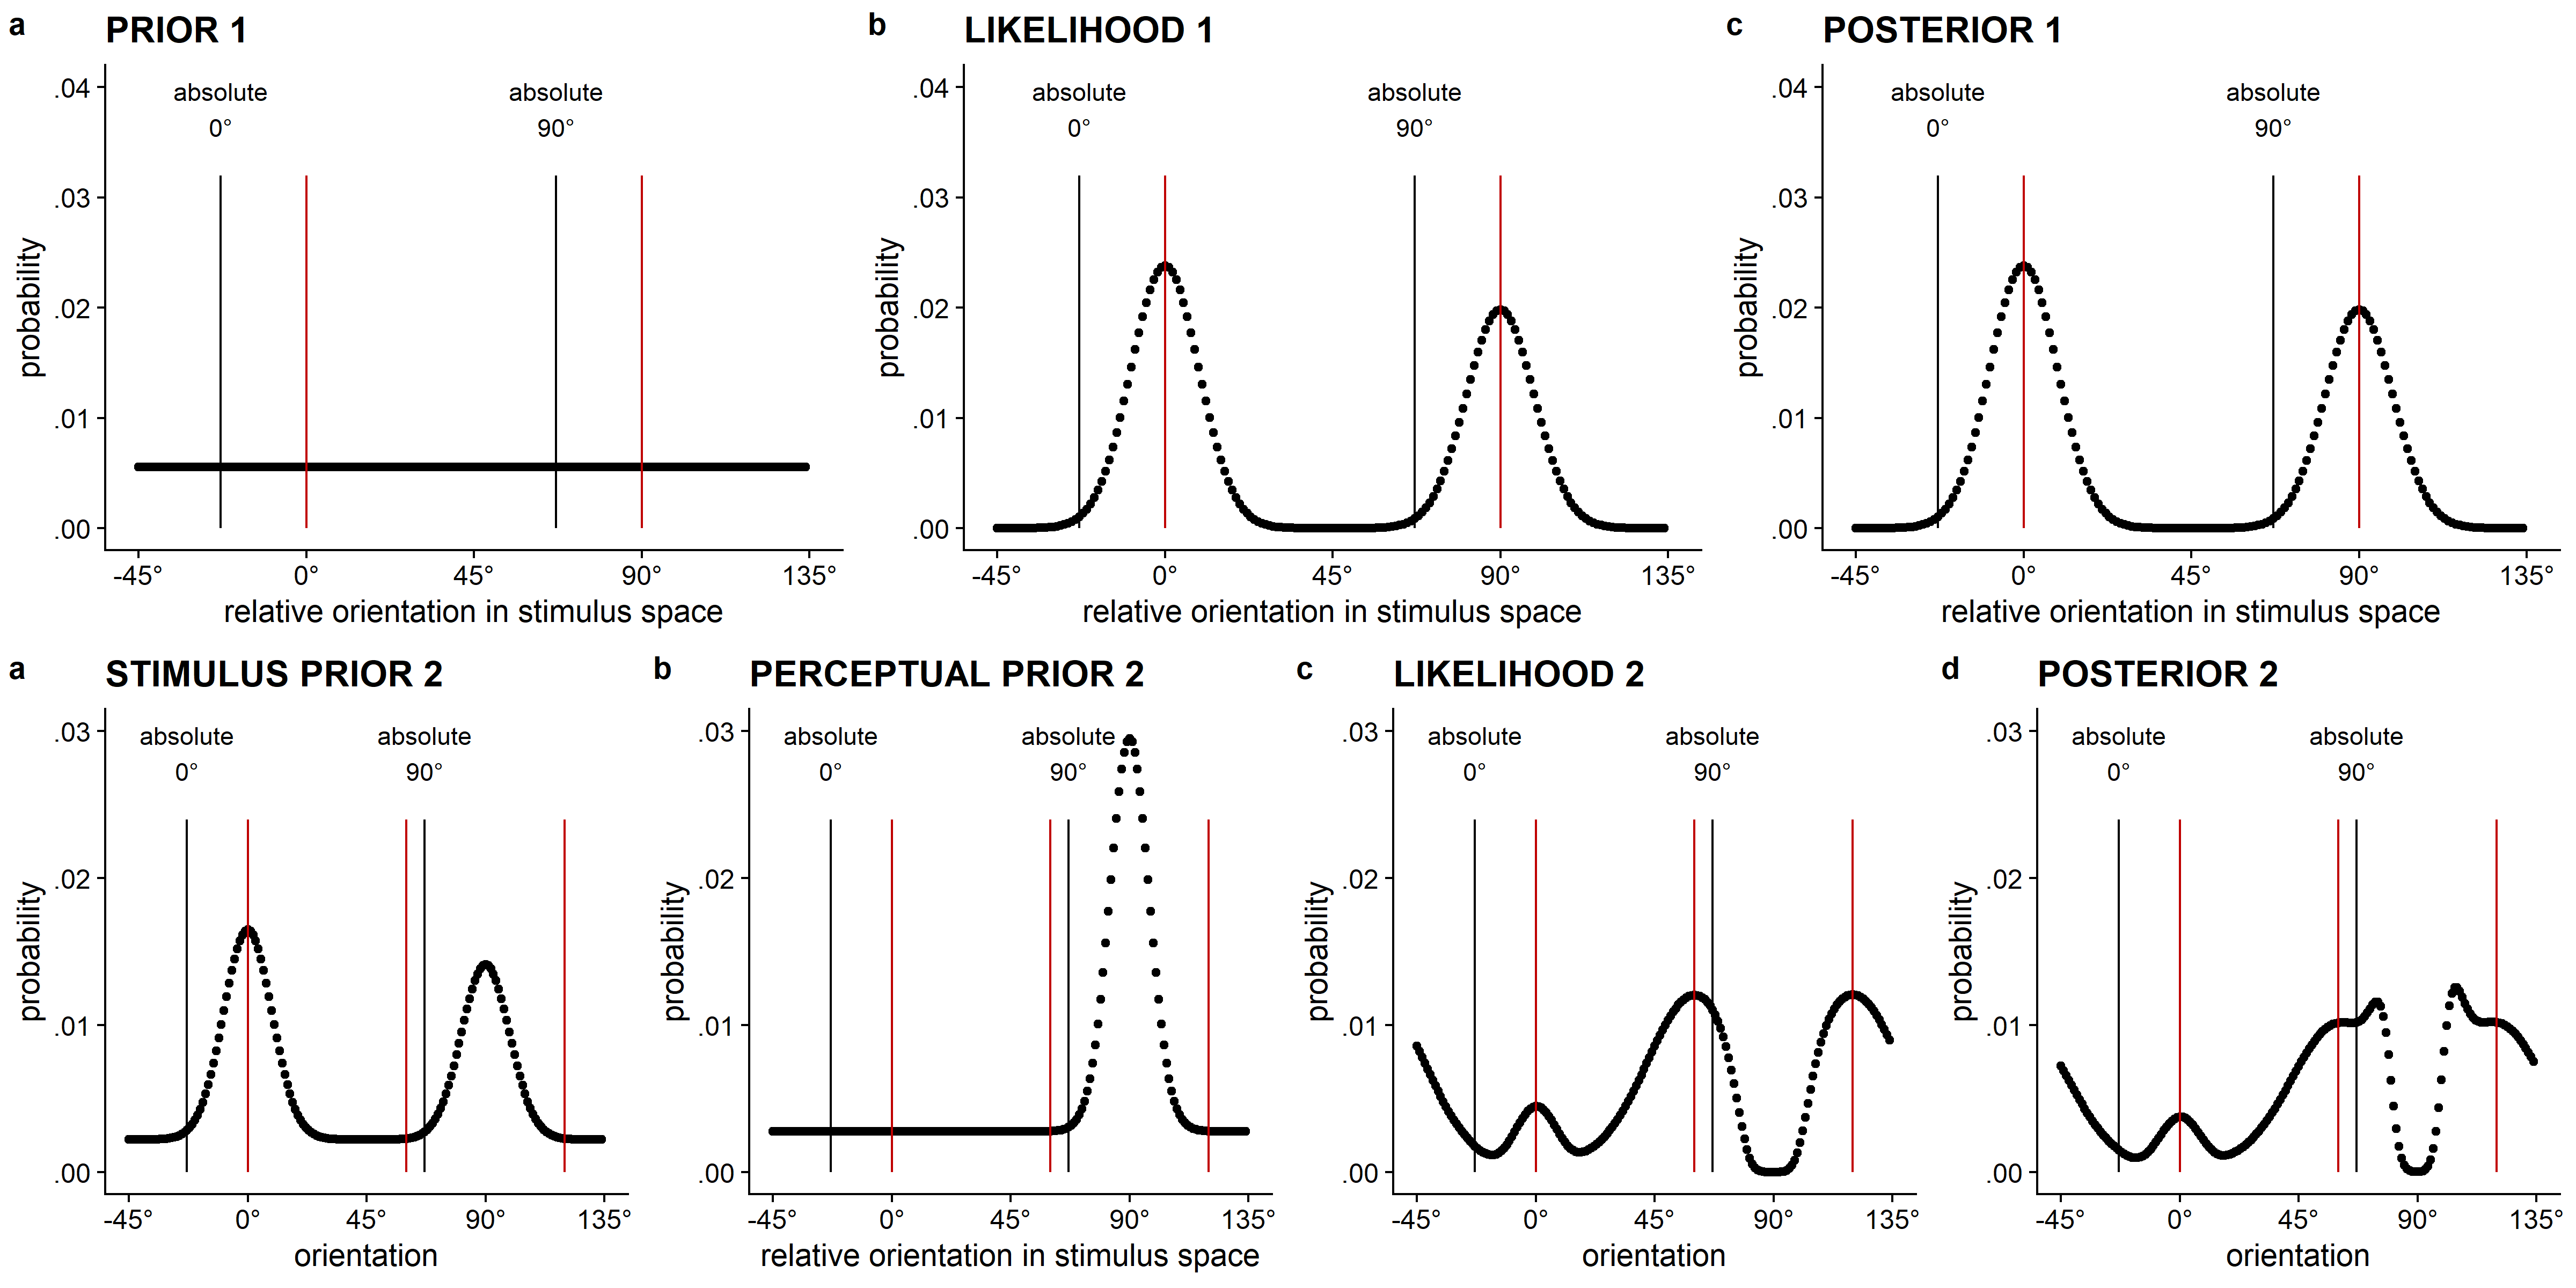 a PRIOR 1
.04
.03
.02
.01
.00
absolute
0°
absolute
90°
probability
-45° 0° 45° 90° 135°
relative orientation in stimulus space
b LIKELIHOOD 1
.04
.03
.02
.01
.00
absolute
0°
absolute
90°
probability
-45° 0° 45° 90° 135°
relative orientation in stimulus space
c POSTERIOR 1
.04
.03
.02
.01
.00
absolute
0°
absolute
90°
probability
-45° 0° 45° 90° 135°
relative orientation in stimulus space
a STIMULUS PRIOR 2
.03
.02
.01
.00
absolute
0°
absolute
90°
probability
-45° 0° 45° 90° 135°
orientation
b PERCEPTUAL PRIOR 2
.03
.02
.01
.00
absolute
0°
absolute
90°
probability
-45° 0° 45° 90° 135°
relative orientation in stimulus space
c LIKELIHOOD 2
.03
.02
.01
.00
absolute
0°
absolute
90°
probability
-45° 0° 45° 90° 135°
orientation
d POSTERIOR 2
.03
.02
.01
.00
absolute
0°
absolute
90°
probability
-45° 0° 45° 90° 135°
orientation